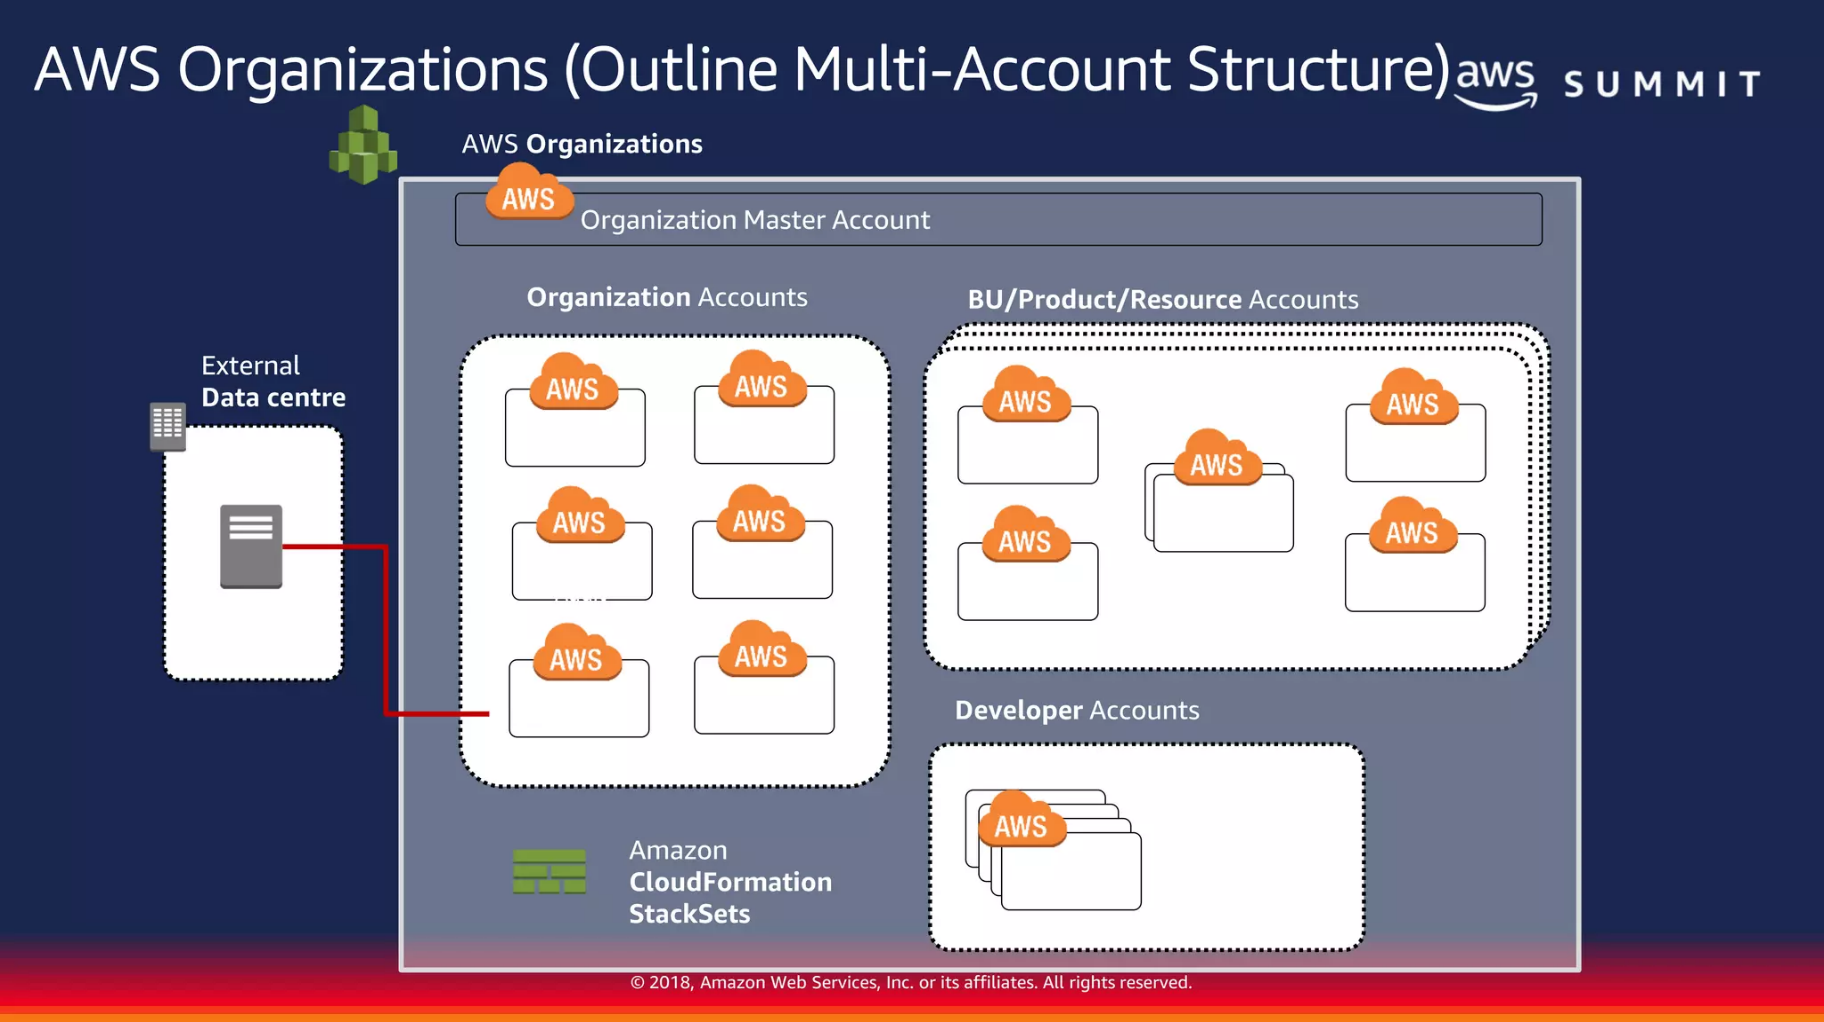 AWS Organizations (Outline Multi-Account Structure)
aws SUMMIT
AWS Organizations
AWS
Organization Master Account
Organization Accounts
BU/Product/Resource Accounts
External
Data centre
AWS
AWS
AWS
AWS
AWS
AWS
AWS
AWS
AWS
AWS
AWS
Developer Accounts
AWS
Amazon
CloudFormation
StackSets
© 2018, Amazon Web Services, Inc. or its affiliates. All rights reserved.